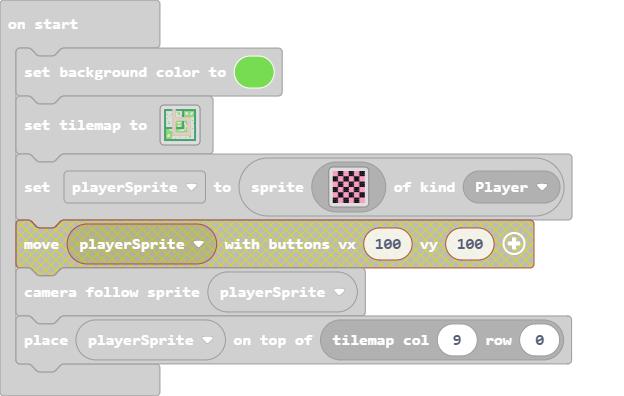 on start
set background color to
set tilemap to
set playerSprite to sprite of kind Player
move playerSprite with buttons vx 100 vy 100
camera follow sprite playerSprite
place playerSprite on top of tilemap col 9 row 0